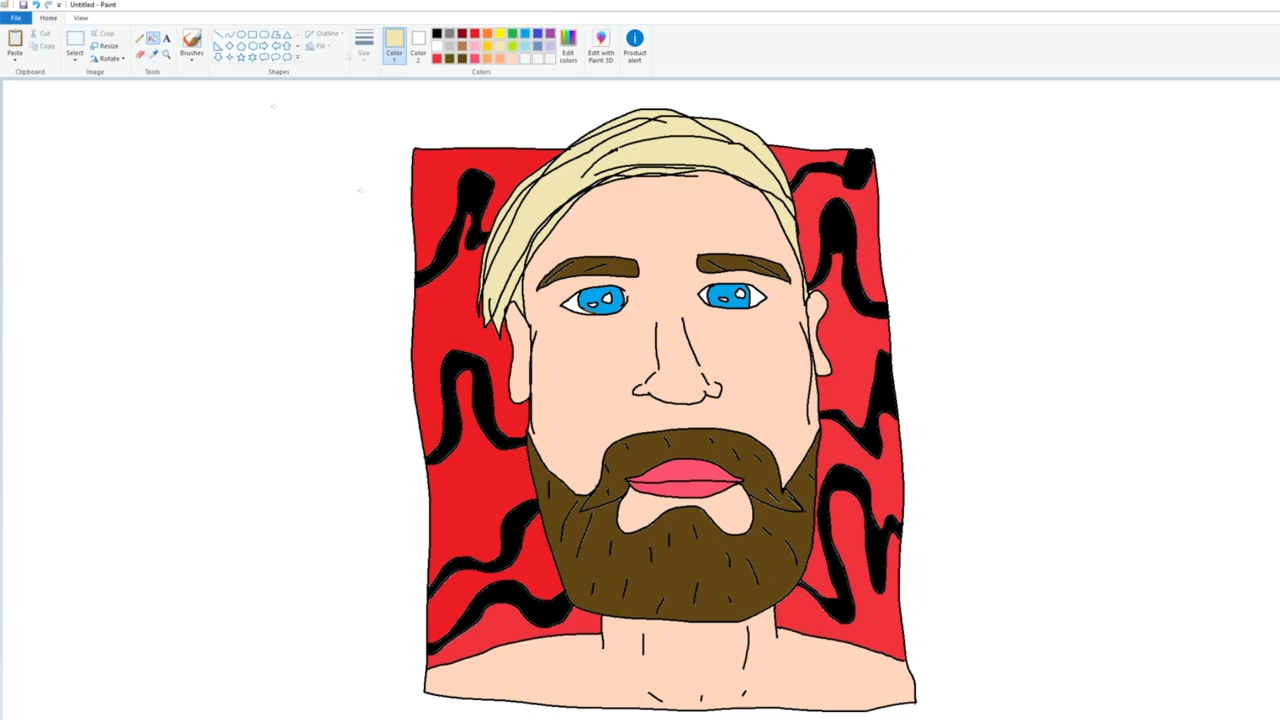 Untitled - Paint
File Home View
Paste
Cut
Copy
Clipboard
Select
Crop
Resize
Rotate
Image
A
Tools
Brushes
Outline
Fill
Shapes
Size
Color
1
Color
2
Edit
colors
Colors
Edit with
Paint 3D
Product
alert